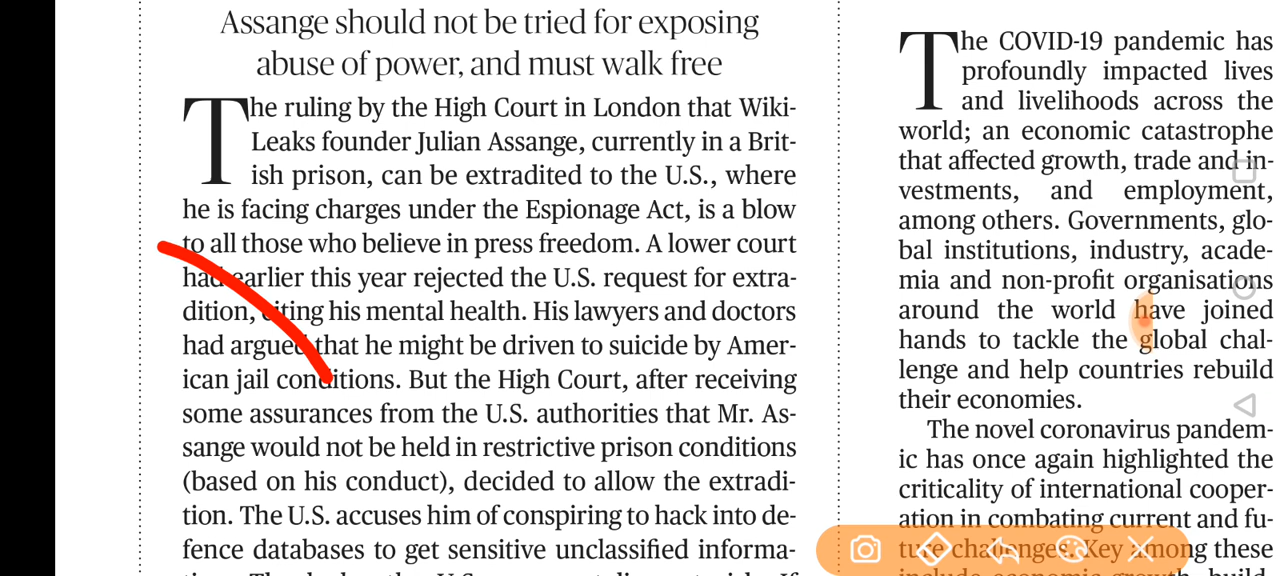 Assange should not be tried for exposing
abuse of power, and must walk free
The ruling by the High Court in London that Wiki-
Leaks founder Julian Assange, currently in a Brit-
ish prison, can be extradited to the U.S., where
he is facing charges under the Espionage Act, is a blow
to all those who believe in press freedom. A lower court
had earlier this year rejected the U.S. request for extra-
dition, citing his mental health. His lawyers and doctors
had argued that he might be driven to suicide by Amer-
ican jail conditions. But the High Court, after receiving
some assurances from the U.S. authorities that Mr. As-
sange would not be held in restrictive prison conditions
(based on his conduct), decided to allow the extradi-
tion. The U.S. accuses him of conspiring to hack into de-
fence databases to get sensitive unclassified informa-
The COVID-19 pandemic has
profoundly impacted lives
and livelihoods across the
world; an economic catastrophe
that affected growth, trade and in-
vestments, and employment,
among others. Governments, glo-
bal institutions, industry, acade-
mia and non-profit organisations
around the world have joined
hands to tackle the global chal-
lenge and help countries rebuild
their economies.
The novel coronavirus pandem-
ic has once again highlighted the
criticality of international cooper-
ation in combating current and fu-
ture challenges. Key among these